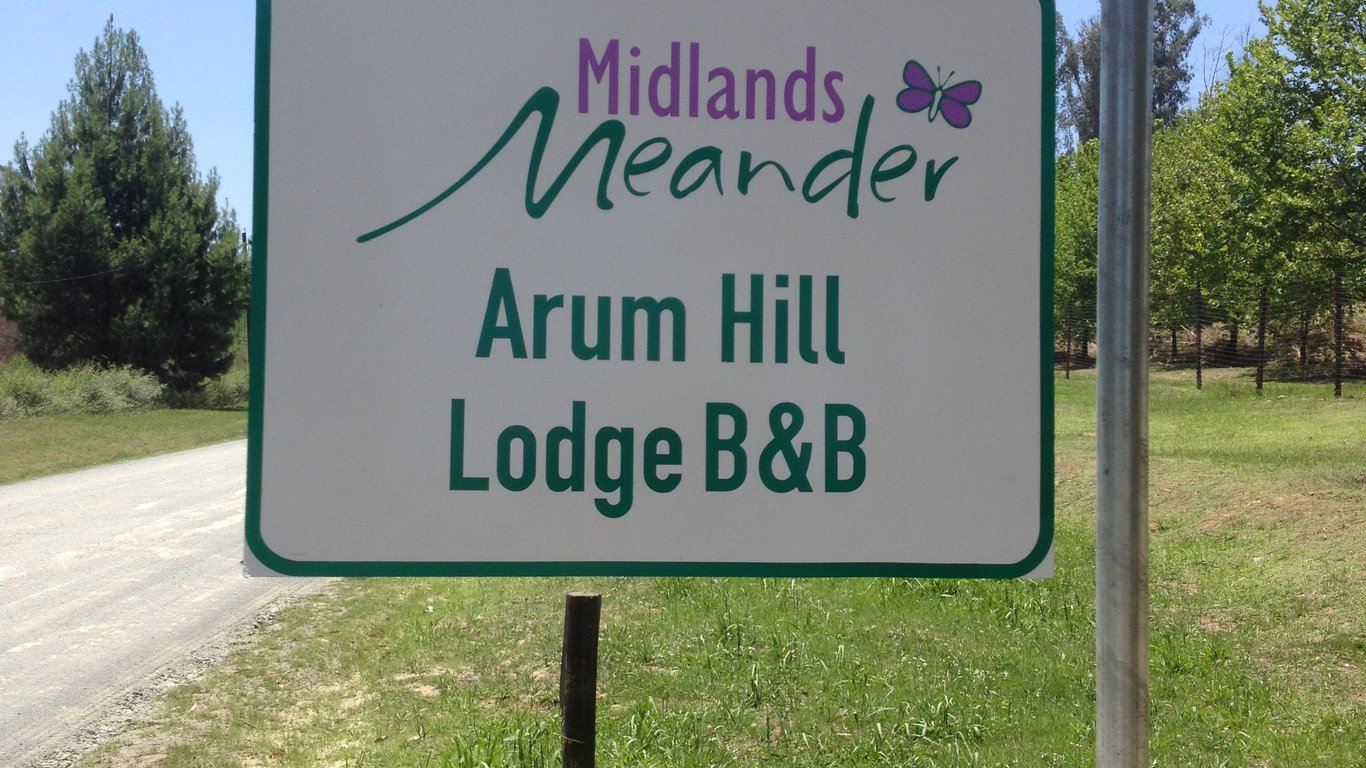 Midlands
Meander
Arum Hill
Lodge B&B